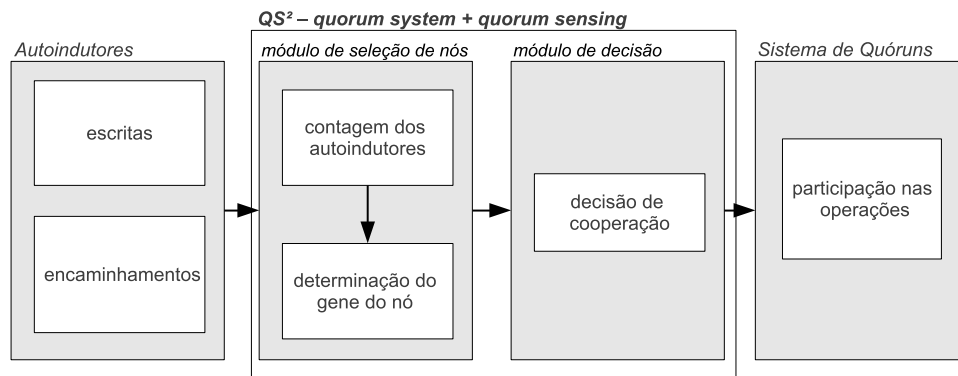 QS² – quorum system + quorum sensing
Autoindutores
escritas
encaminhamentos
módulo de seleção de nós
contagem dos
autoindutores
determinação do
gene do nó
módulo de decisão
decisão de
cooperação
Sistema de Quóruns
participação nas
operações